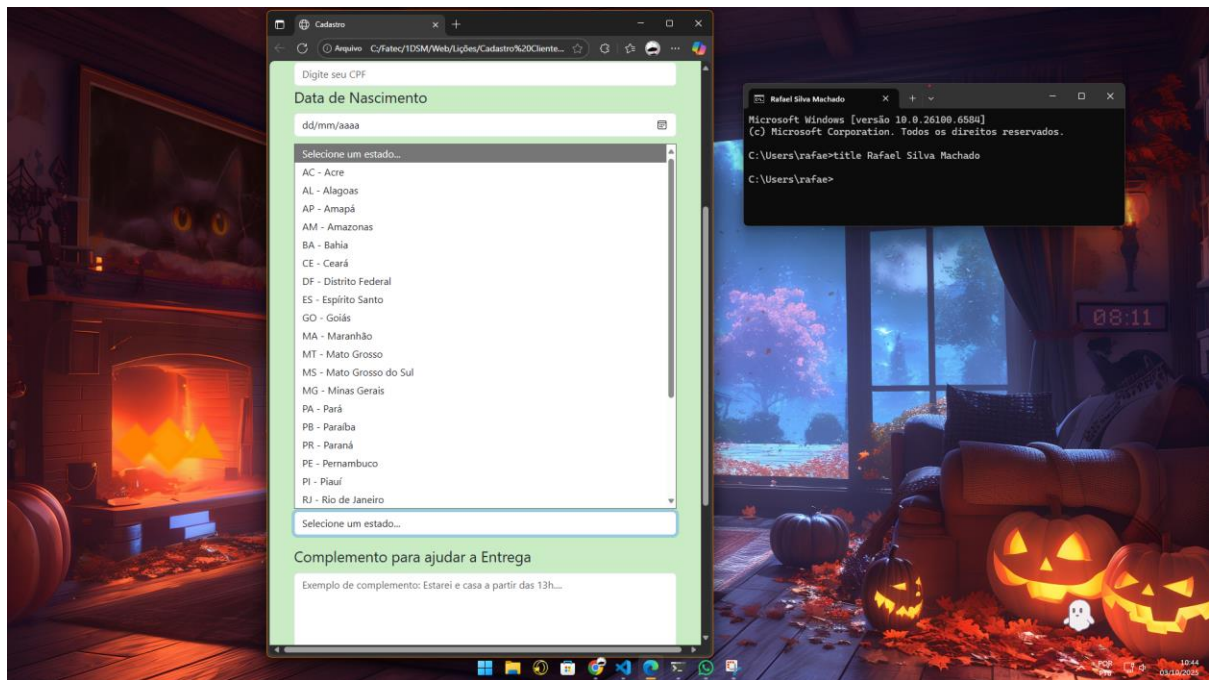 Cadastro
Arquivo C:/Fatec/1DSM/Web/Lições/Cadastro%20Cliente...
Digite seu CPF
Data de Nascimento
dd/mm/aaaa
Selecione um estado...
AC - Acre
AL - Alagoas
AP - Amapá
AM - Amazonas
BA - Bahia
CE - Ceará
DF - Distrito Federal
ES - Espírito Santo
GO - Goiás
MA - Maranhão
MT - Mato Grosso
MS - Mato Grosso do Sul
MG - Minas Gerais
PA - Pará
PB - Paraíba
PR - Paraná
PE - Pernambuco
PI - Piauí
RJ - Rio de Janeiro
Selecione um estado...
Complemento para ajudar a Entrega
Exemplo de complemento: Estarei e casa a partir das 13h....
Rafael Silva Machado
Microsoft Windows [versão 10.0.26100.6584]
(c) Microsoft Corporation. Todos os direitos reservados.
C:\Users\rafae>title Rafael Silva Machado
C:\Users\rafae>
08:11
POR
PTB
10:44
03/10/2025